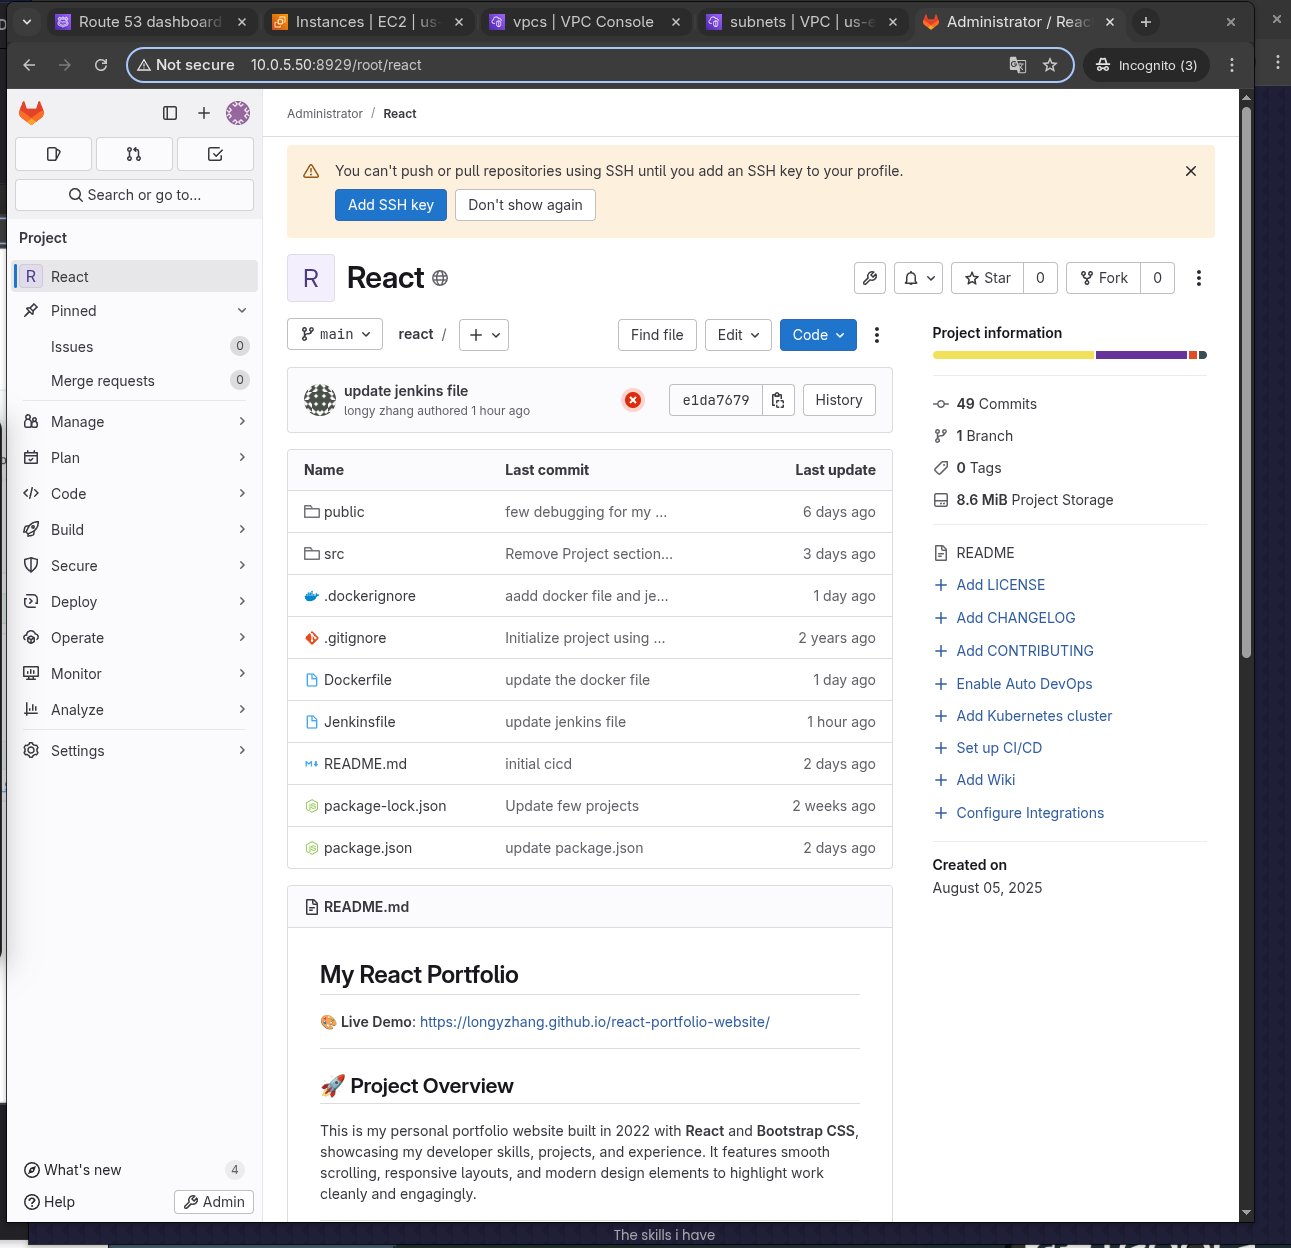 Route 53 dashboard
Instances | EC2 | us-
vpcs | VPC Console
subnets | VPC | us-e
Administrator / Reac
Not secure 10.0.5.50:8929/root/react
Incognito (3)
Administrator / React
Search or go to...
You can't push or pull repositories using SSH until you add an SSH key to your profile.
Add SSH key
Don't show again
Project
R React
Pinned
Issues 0
Merge requests 0
Manage
Plan
Code
Build
Secure
Deploy
Operate
Monitor
Analyze
Settings
What's new 4
Help
Admin
R React
Star 0
Fork 0
main
react /
Find file
Edit
Code
update jenkins file
longy zhang authored 1 hour ago
e1da7679
History
Name Last commit Last update
public few debugging for my ... 6 days ago
src Remove Project section... 3 days ago
.dockerignore aadd docker file and je... 1 day ago
.gitignore Initialize project using ... 2 years ago
Dockerfile update the docker file 1 day ago
Jenkinsfile update jenkins file 1 hour ago
README.md initial cicd 2 days ago
package-lock.json Update few projects 2 weeks ago
package.json update package.json 2 days ago
README.md
My React Portfolio
🎨 Live Demo: https://longyzhang.github.io/react-portfolio-website/
🚀 Project Overview
This is my personal portfolio website built in 2022 with React and Bootstrap CSS,
showcasing my developer skills, projects, and experience. It features smooth
scrolling, responsive layouts, and modern design elements to highlight work
cleanly and engagingly.
Project information
49 Commits
1 Branch
0 Tags
8.6 MiB Project Storage
README
Add LICENSE
Add CHANGELOG
Add CONTRIBUTING
Enable Auto DevOps
Add Kubernetes cluster
Set up CI/CD
Add Wiki
Configure Integrations
Created on
August 05, 2025
The skills i have